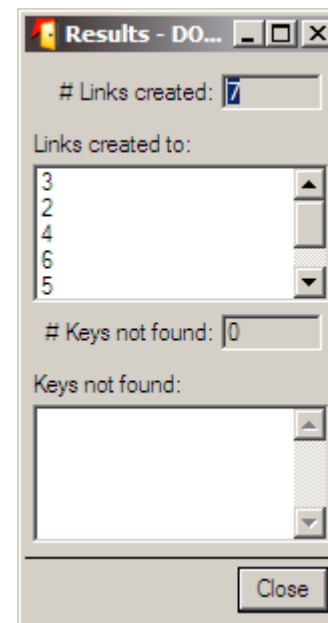 Results - DO...
# Links created: 7
Links created to:
3
2
4
6
5
# Keys not found: 0
Keys not found:
Close